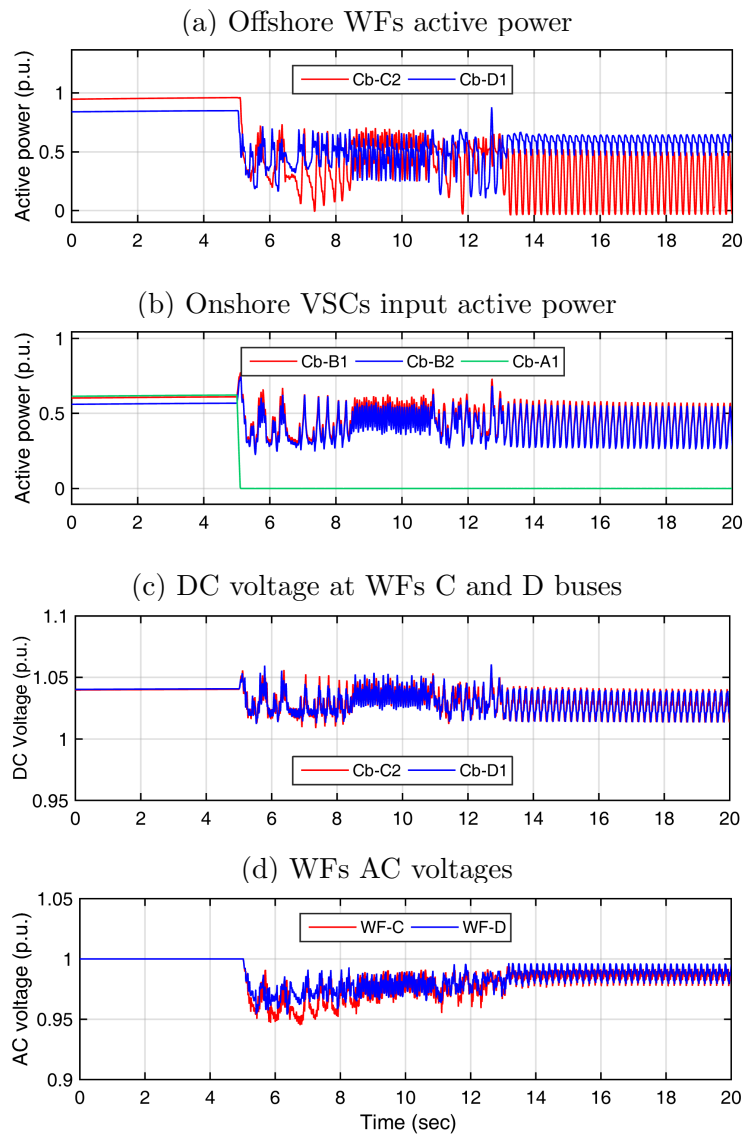 (a) Offshore WFs active power
Active power (p.u.)
Cb-C2 Cb-D1
1
0.5
0
0 2 4 6 8 10 12 14 16 18 20
(b) Onshore VSCs input active power
Active power (p.u.)
Cb-B1 Cb-B2 Cb-A1
1
0.5
0
0 2 4 6 8 10 12 14 16 18 20
(c) DC voltage at WFs C and D buses
DC Voltage (p.u.)
1.1
1.05
1
0.95
Cb-C2 Cb-D1
0 2 4 6 8 10 12 14 16 18 20
(d) WFs AC voltages
AC voltage (p.u.)
1.05
WF-C WF-D
1
0.95
0.9
0 2 4 6 8 10 12 14 16 18 20
Time (sec)